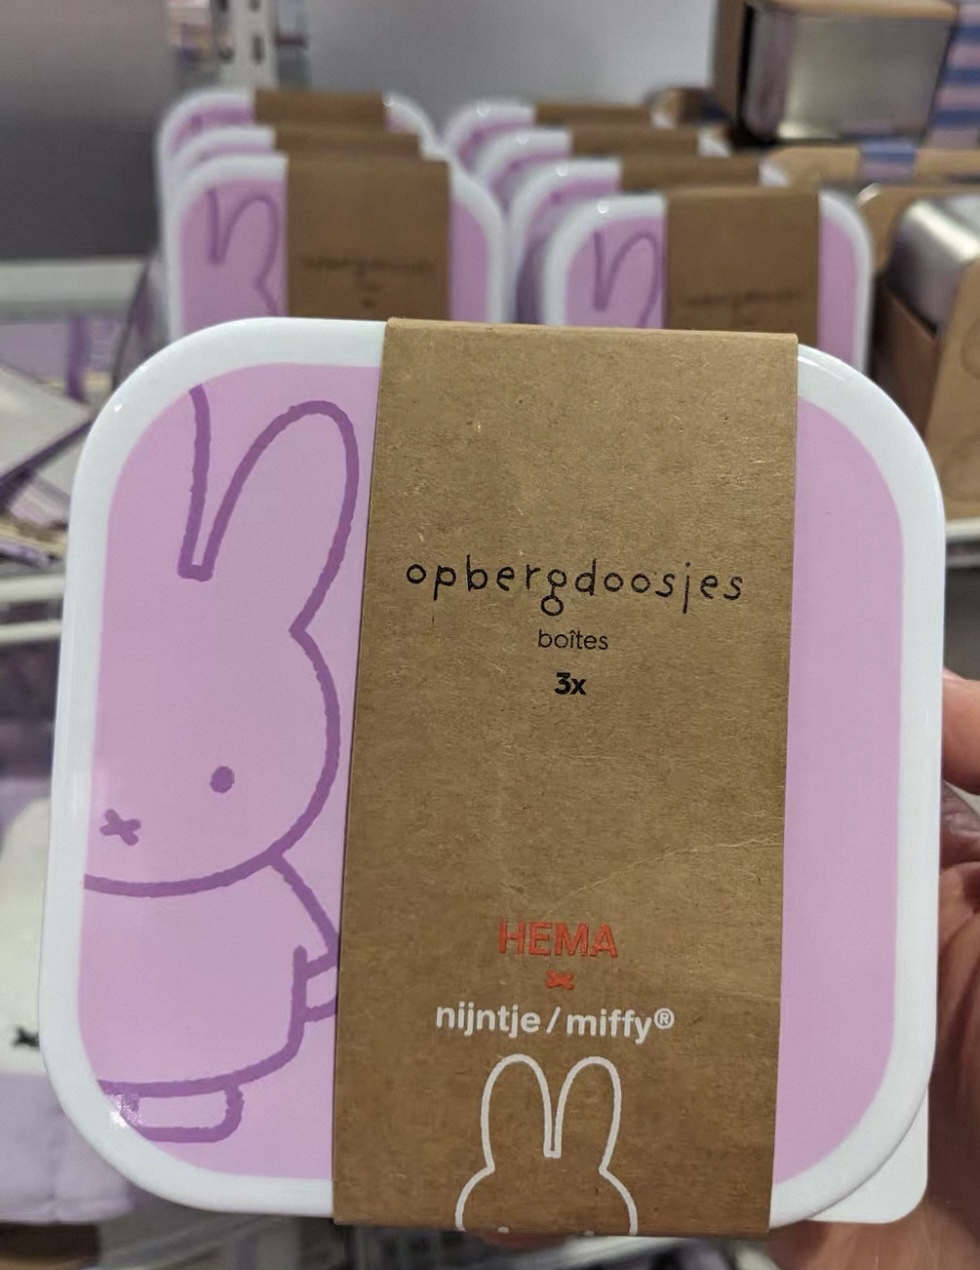 opbergdoosjes
boîtes
3x
HEMA
nijntje / miffy®